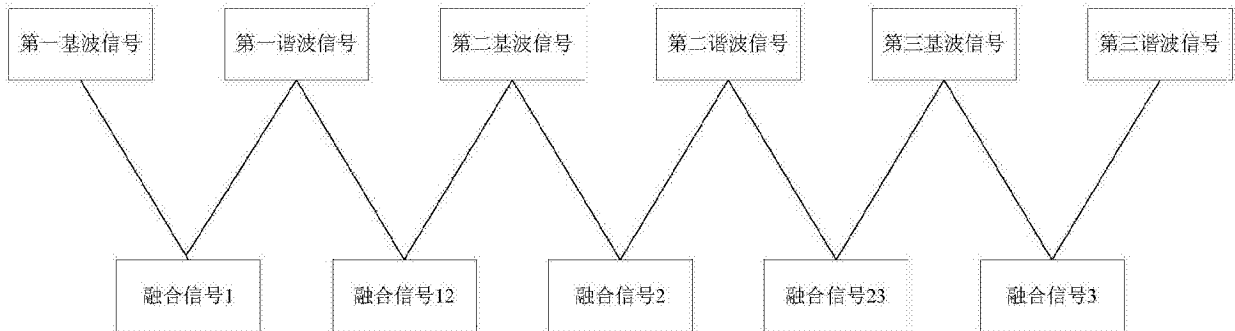 第一基波信号
第一谐波信号
第二基波信号
第二谐波信号
第三基波信号
第三谐波信号
融合信号1
融合信号12
融合信号2
融合信号23
融合信号3